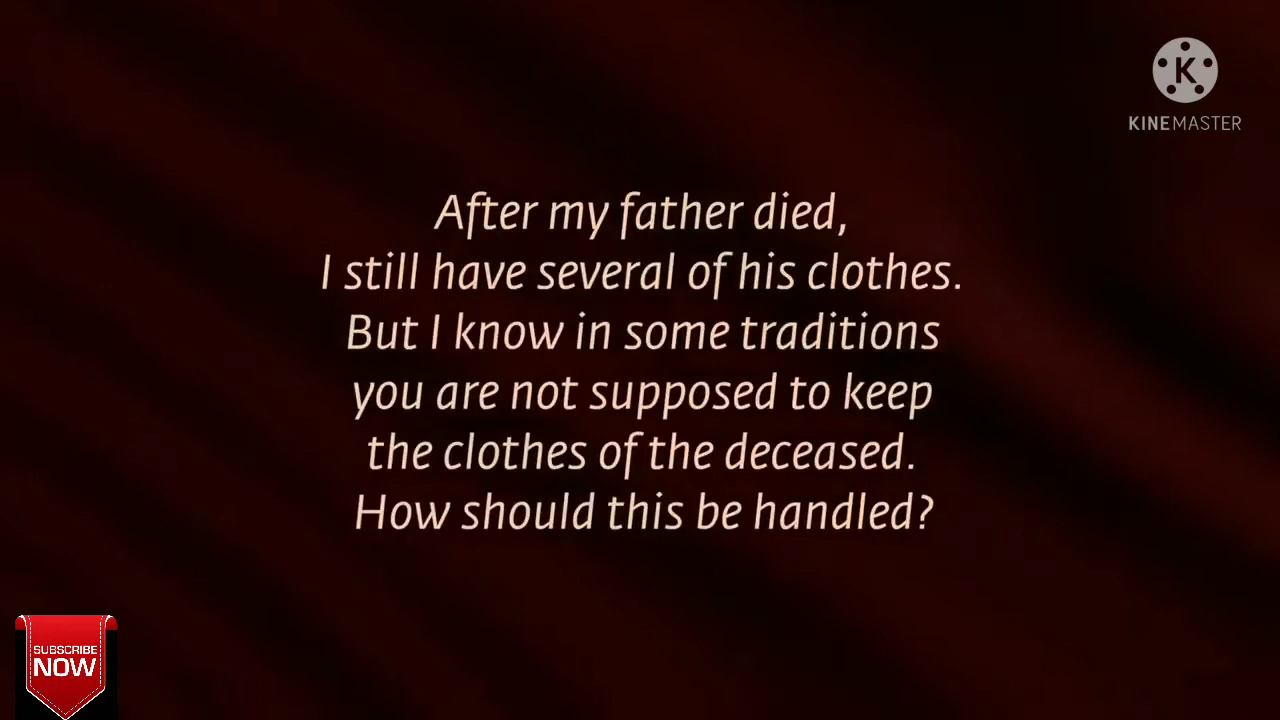 K
KINEMASTER
After my father died,
I still have several of his clothes.
But I know in some traditions
you are not supposed to keep
the clothes of the deceased.
How should this be handled?
SUBSCRIBE
NOW